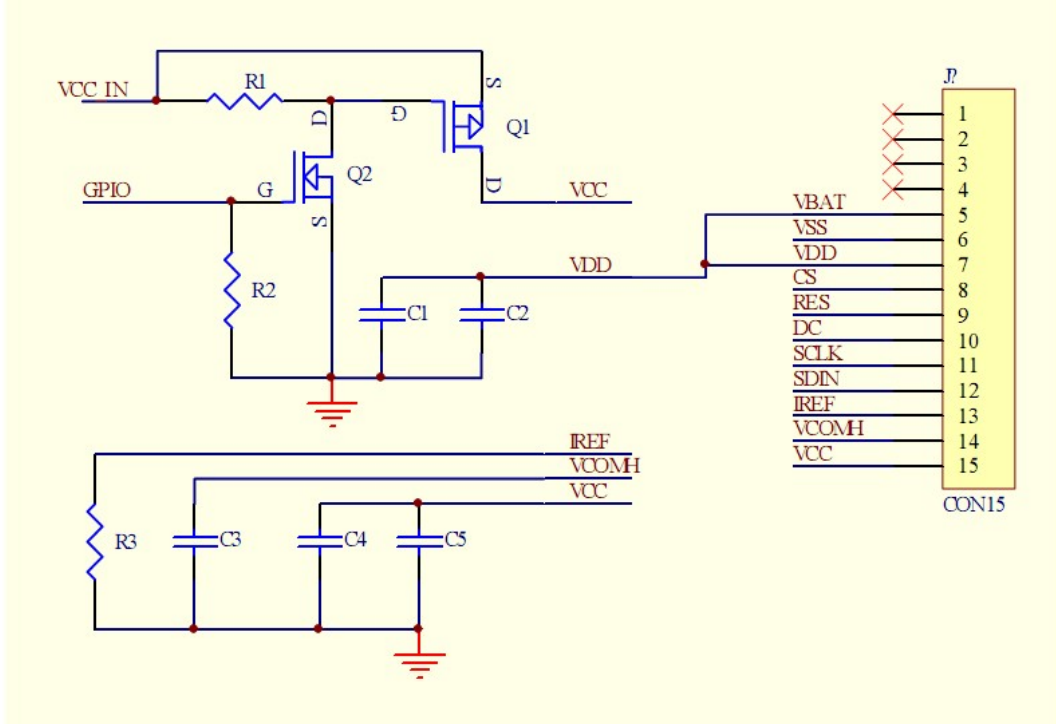 VCC IN
R1
D
G
S
Q1
D
VCC
GPIO
G
Q2
S
R2
VDD
C1
C2
J?
1
2
3
4
VBAT 5
VSS 6
VDD 7
CS 8
RES 9
DC 10
SCLK 11
SDIN 12
IREF 13
VCOMH 14
VCC 15
CON15
IREF
VCOMH
VCC
R3
C3
C4
C5